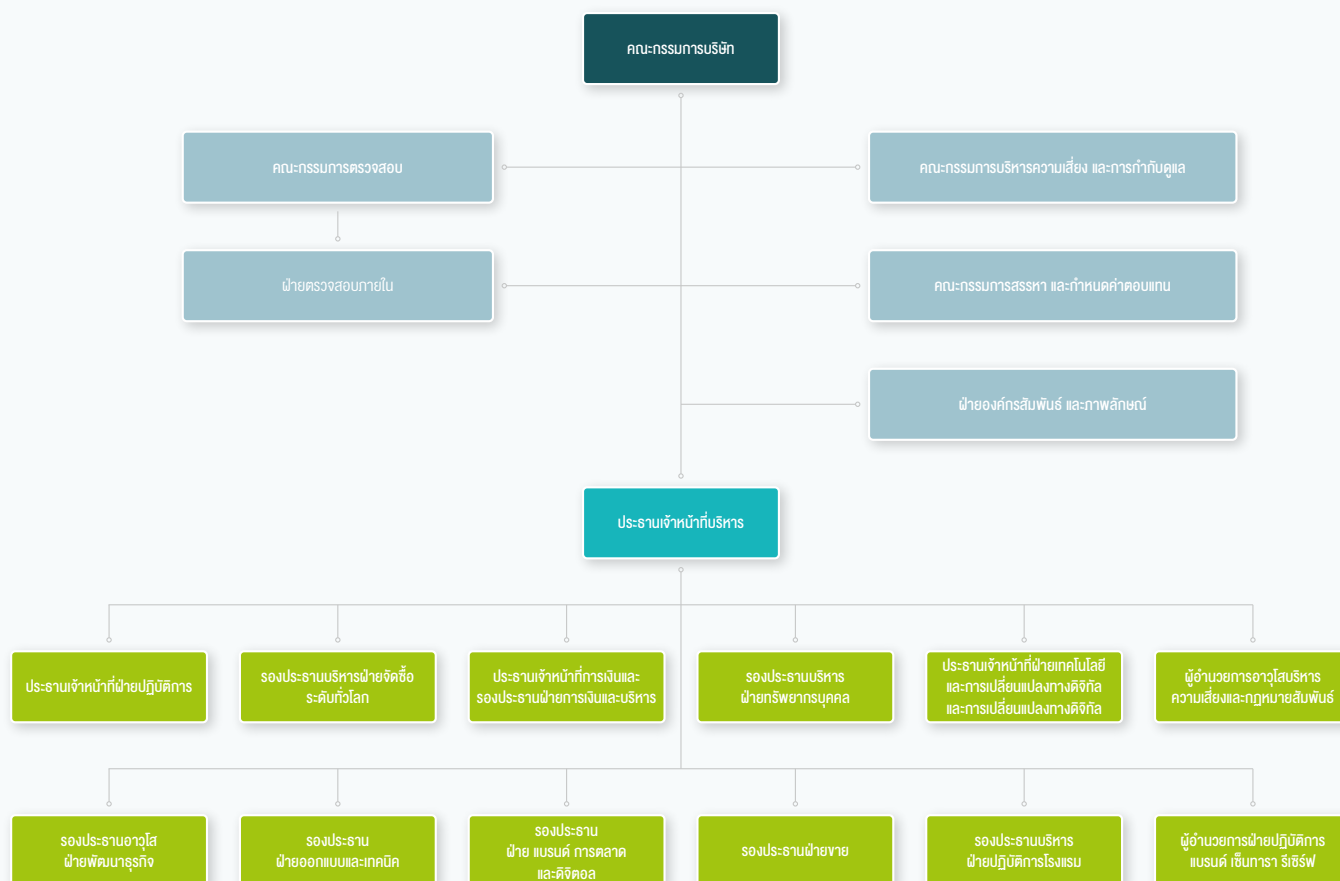 คณะกรรมการบริษัท
คณะกรรมการตรวจสอบ
คณะกรรมการบริหารความเสี่ยง และการกำกับดูแล
ฝ่ายตรวจสอบภายใน
คณะกรรมการสรรหา และกำหนดค่าตอบแทน
ฝ่ายองค์กรสัมพันธ์ และภาพลักษณ์
ประธานเจ้าหน้าที่บริหาร
ประธานเจ้าหน้าที่ฝ่ายปฏิบัติการ
รองประธานบริหารฝ่ายจัดซื้อ
ระดับทั่วโลก
ประธานเจ้าหน้าที่การเงินและ
รองประธานฝ่ายการเงินและบริหาร
รองประธานบริหาร
ฝ่ายทรัพยากรบุคคล
ประธานเจ้าหน้าที่ฝ่ายเทคโนโลยี
และการเปลี่ยนแปลงทางดิจิทัล
และการเปลี่ยนแปลงทางดิจิทัล
ผู้อำนวยการอาวุโสบริหาร
ความเสี่ยงและกฎหมายสัมพันธ์
รองประธานอาวุโส
ฝ่ายพัฒนาธุรกิจ
รองประธาน
ฝ่ายออกแบบและเทคนิค
รองประธาน
ฝ่าย แบรนด์ การตลาด
และดิจิตอล
รองประธานฝ่ายขาย
รองประธานบริหาร
ฝ่ายปฏิบัติการโรงแรม
ผู้อำนวยการฝ่ายปฏิบัติการ
แบรนด์ เซ็นทารา รีเซิร์ฟ